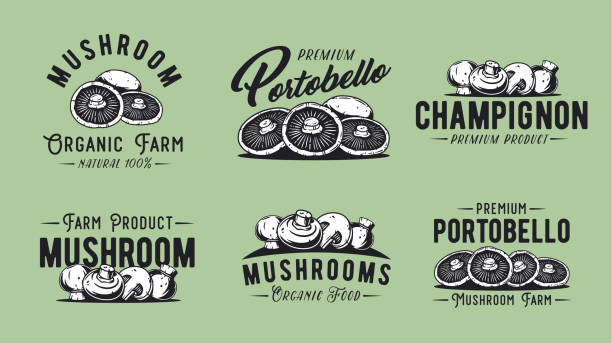 MUSHROOM
ORGANIC FARM
NATURAL 100%
PREMIUM
Portobello
CHAMPIGNON
PREMIUM PRODUCT
FARM PRODUCT
MUSHROOM
MUSHROOMS
ORGANIC FOOD
PREMIUM
PORTOBELLO
MUSHROOM FARM